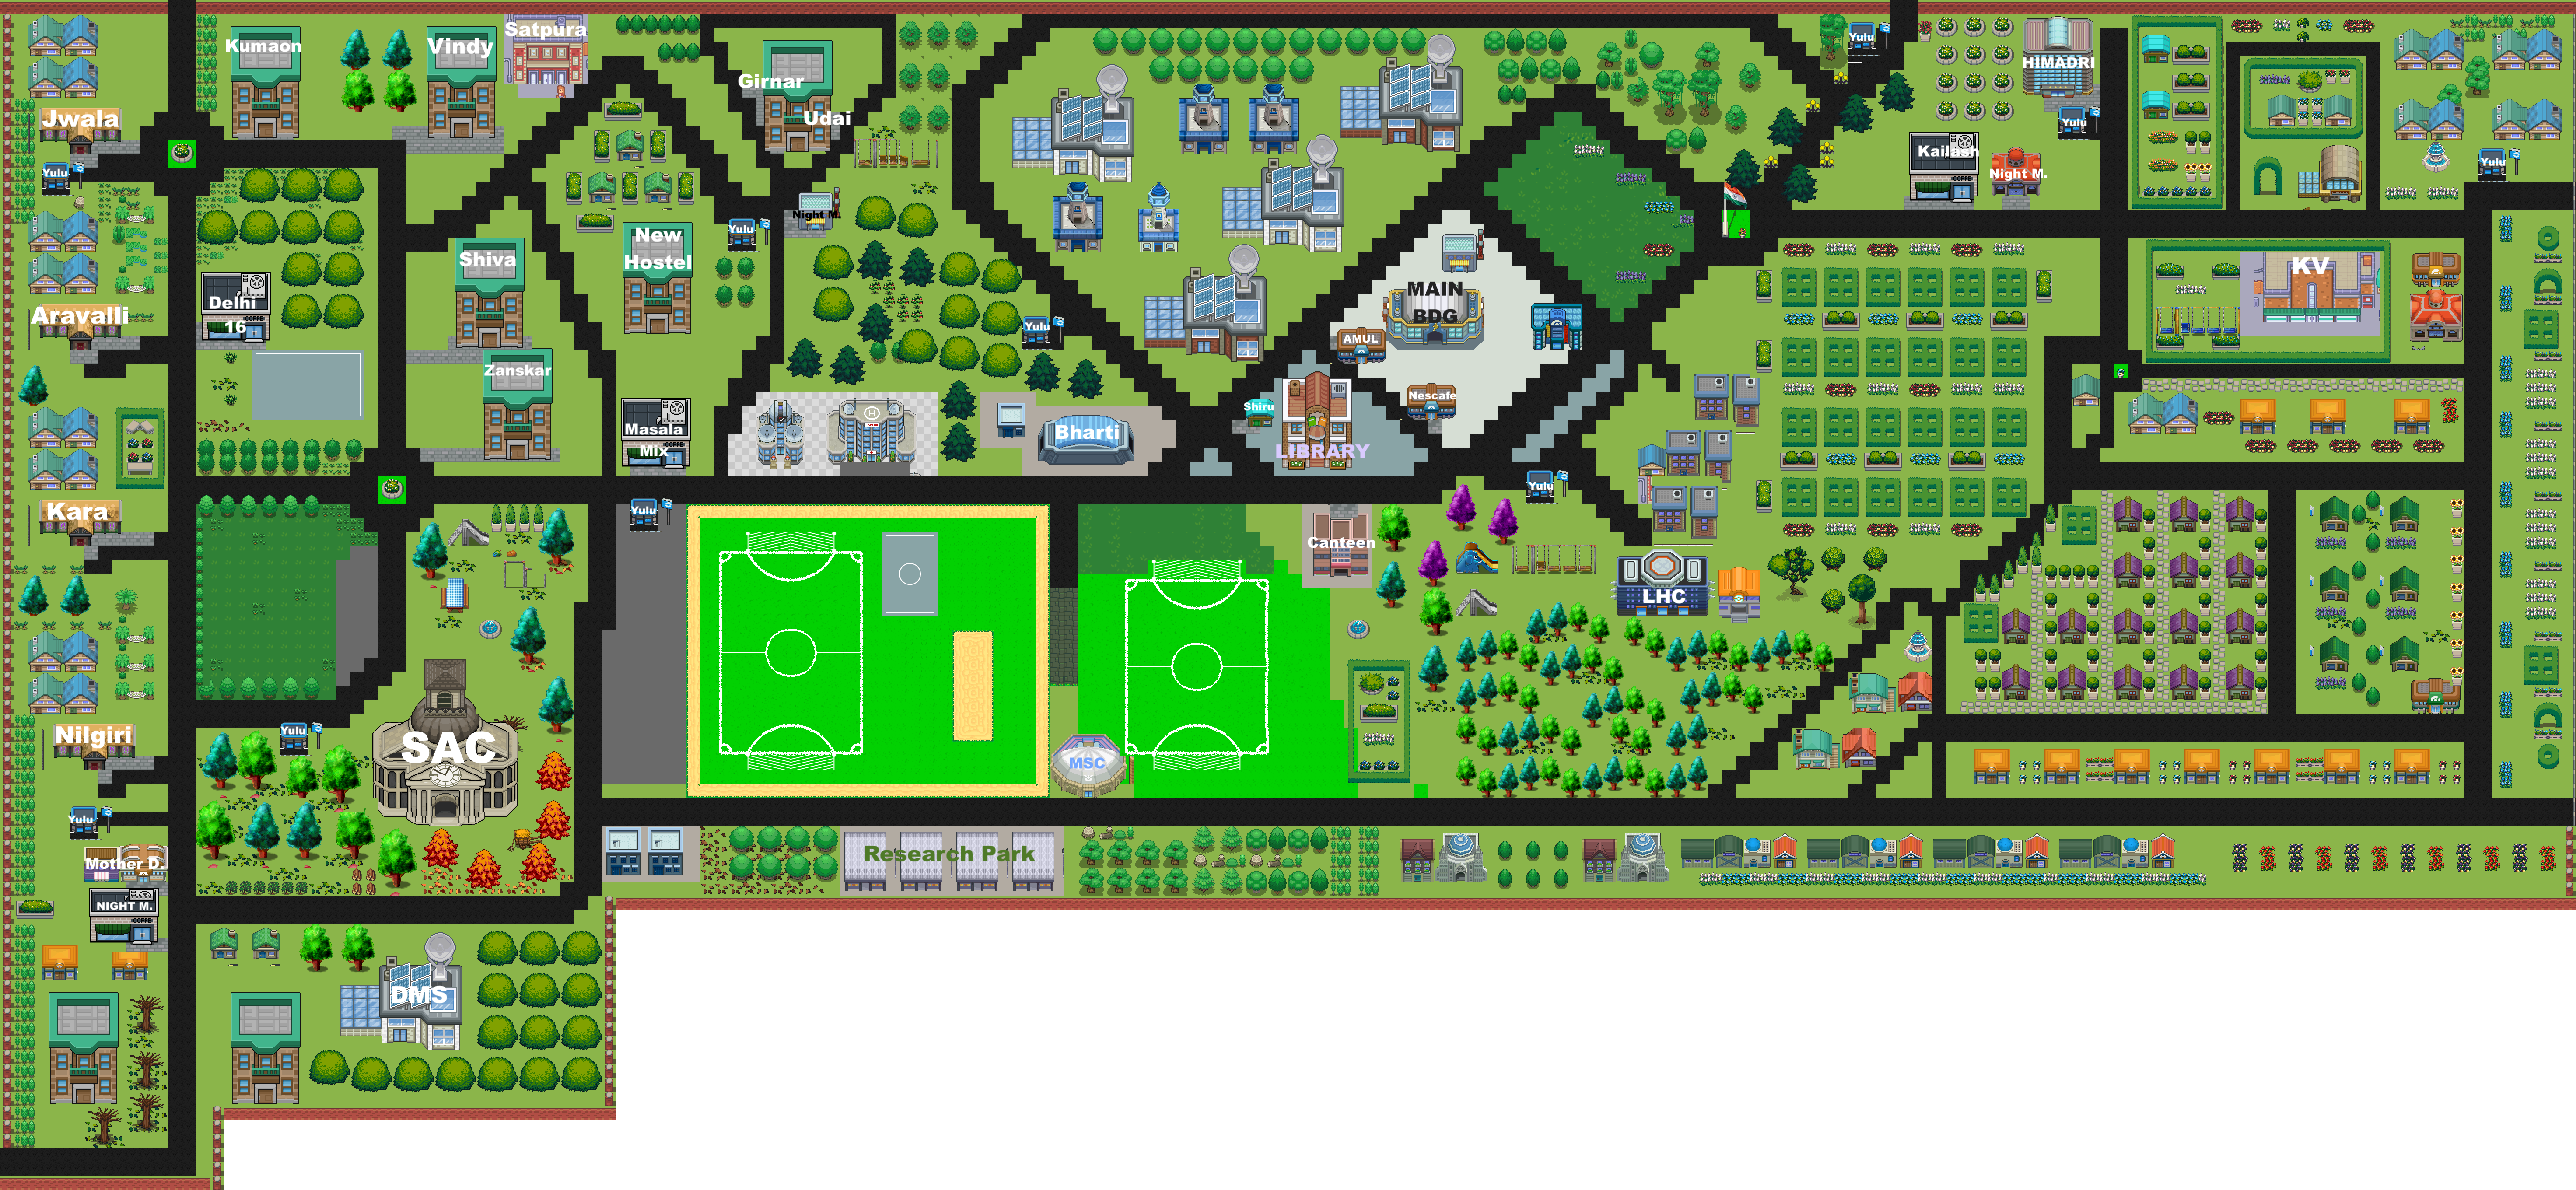 Kumaon
Vindy
Satpura
Girnar
Udai
Yulu
HIMADRI
Jwala
Yulu
Yulu
Kailash
Night M.
Yulu
Night M.
Yulu
New
Hostel
Shiva
Delhi
16
Aravalli
KV
MAIN
BDG
Yulu
AMUL
Zanskar
Nescafe
Shiru
Masala
Mix
Bharti
LIBRARY
Kara
Yulu
Yulu
Canteen
LHC
Nilgiri
Yulu
SAC
MSC
Yulu
Mother D.
Research Park
NIGHT M.
DMS